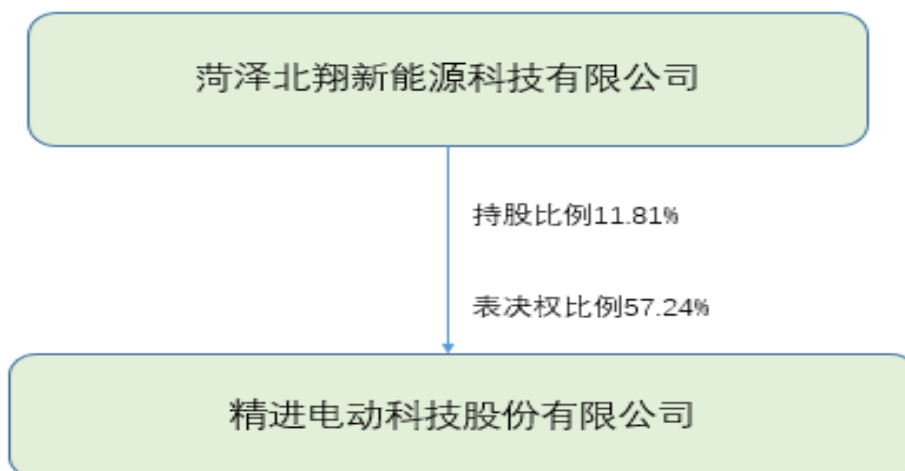 菏泽北翔新能源科技有限公司
持股比例11.81%
表决权比例57.24%
精进电动科技股份有限公司